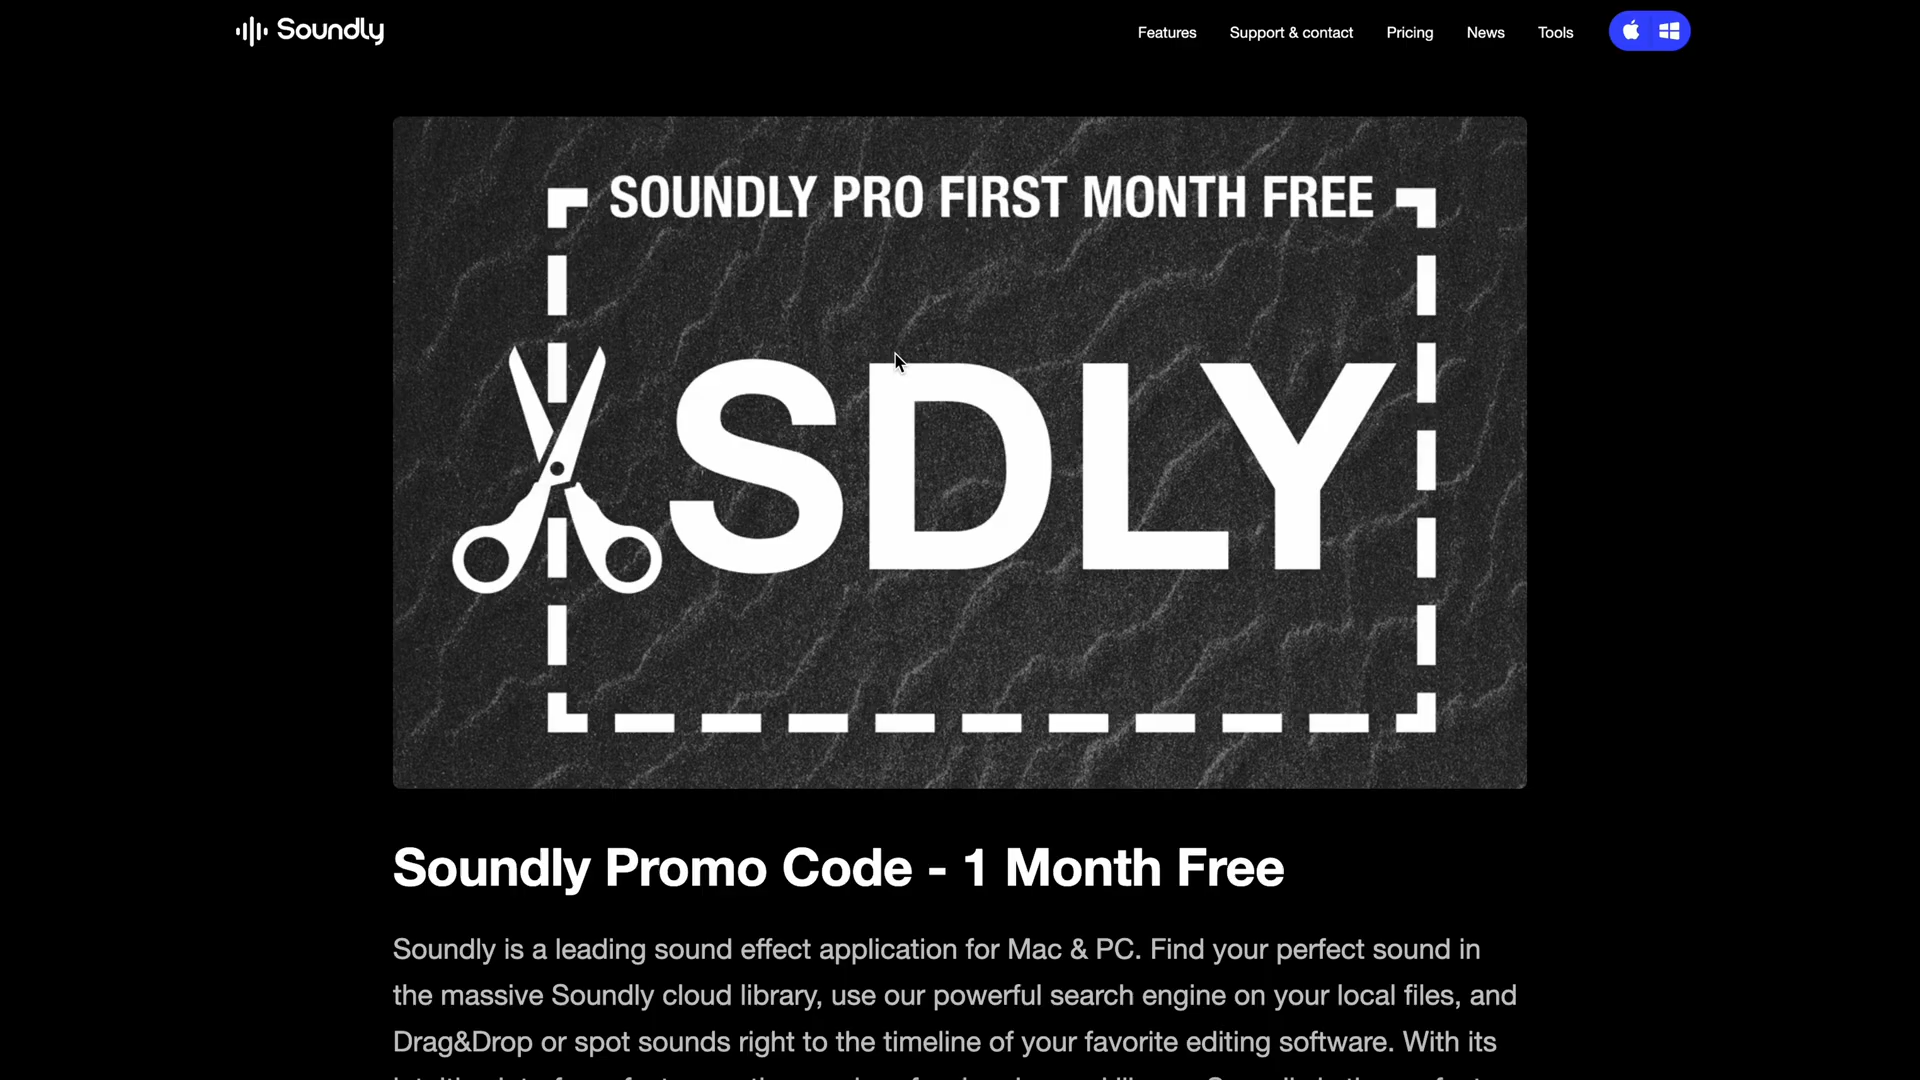 Soundly
Features Support & contact Pricing News Tools
SOUNDLY PRO FIRST MONTH FREE
SDLY
Soundly Promo Code - 1 Month Free
Soundly is a leading sound effect application for Mac & PC. Find your perfect sound in
the massive Soundly cloud library, use our powerful search engine on your local files, and
Drag&Drop or spot sounds right to the timeline of your favorite editing software. With its